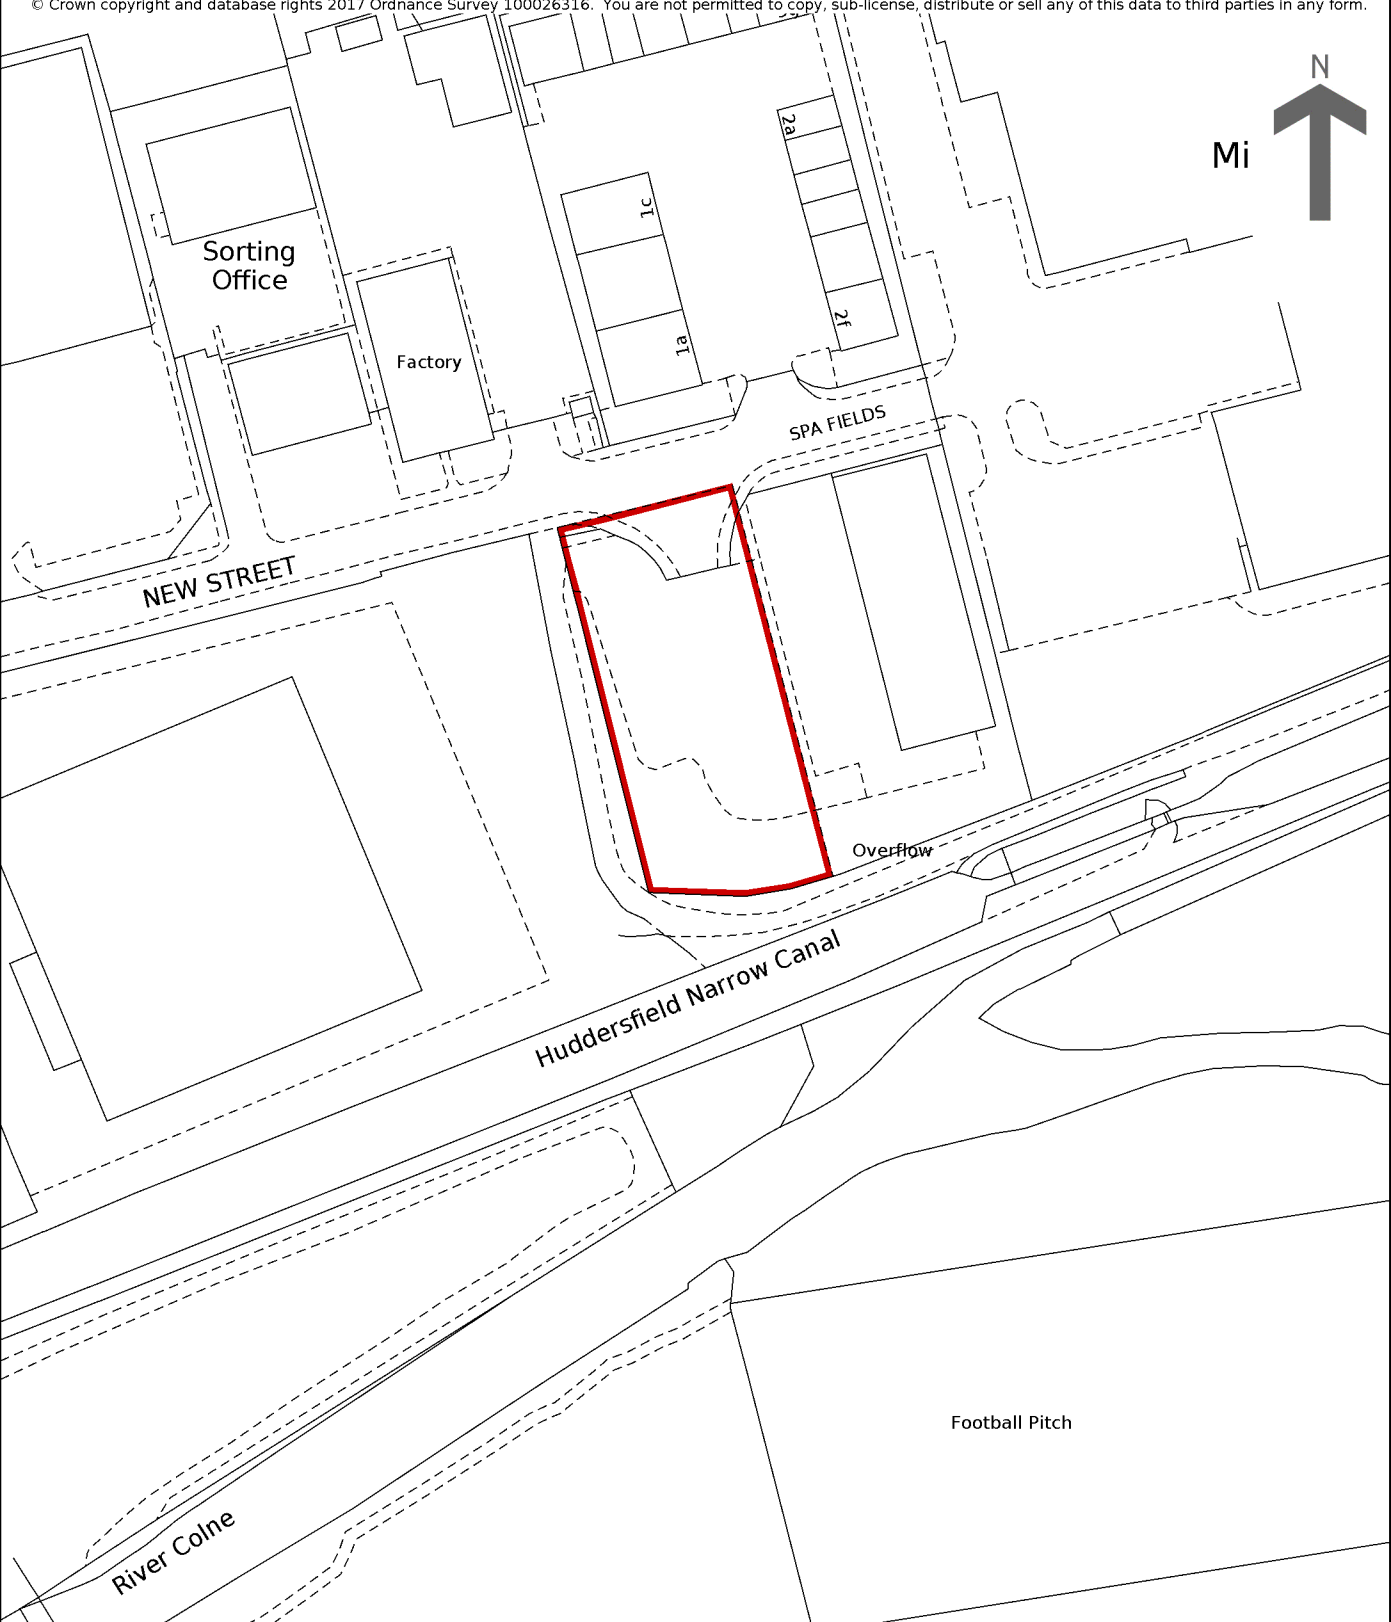 © Crown copyright and database rights 2017 Ordnance Survey 100026316. You are not permitted to copy, sub-license, distribute or sell any of this data to third parties in any form.
N
Mi
2a
1c
Sorting
Office
2f
1a
Factory
SPA FIELDS
NEW STREET
Overflow
Huddersfield Narrow Canal
Football Pitch
River Colne